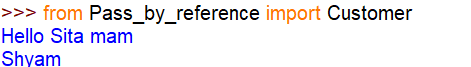 >>> from Pass_by_reference import Customer
Hello Sita mam
Shyam